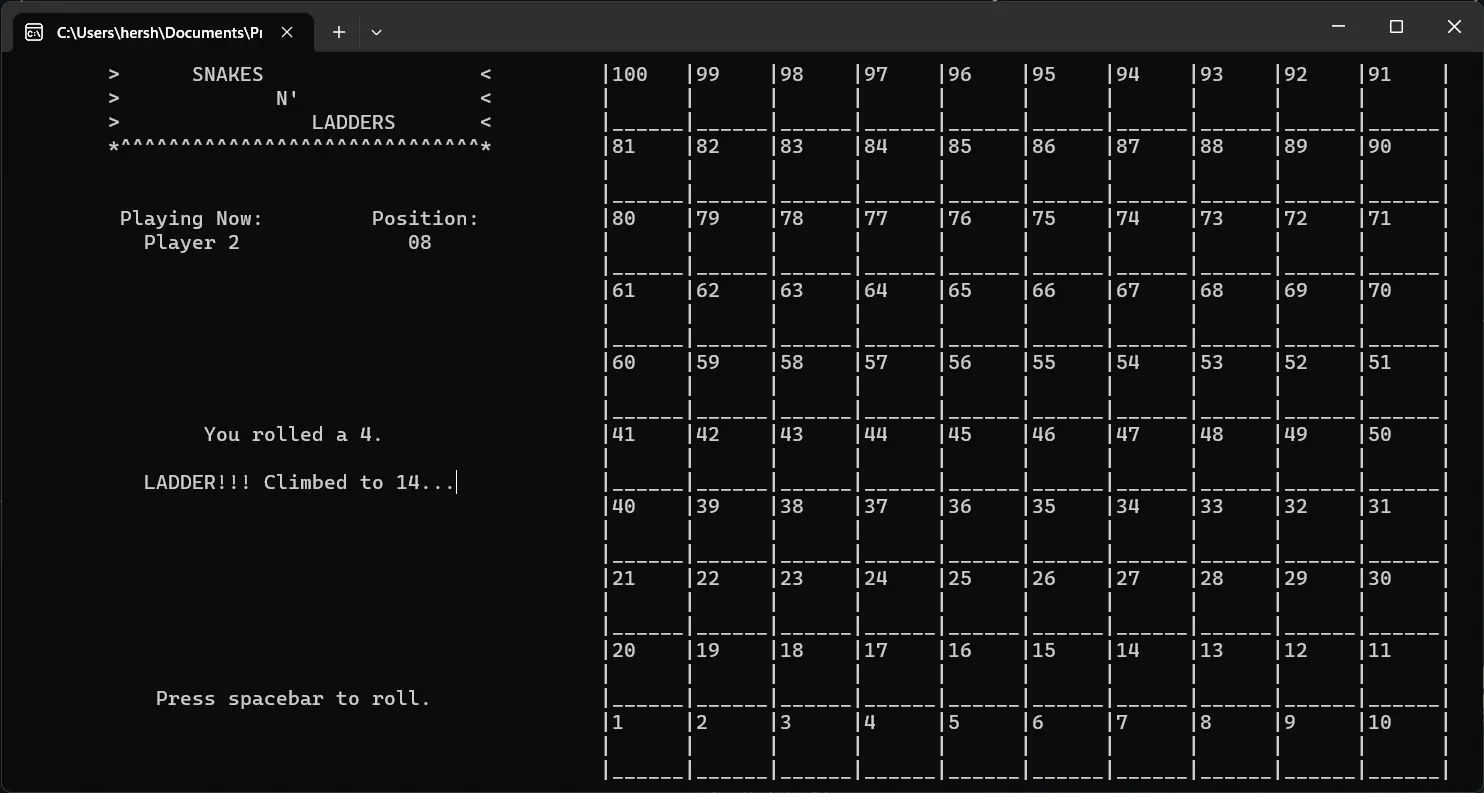 C:\Users\hersh\Documents\Pr
> SNAKES <
> N' <
> LADDERS <
*^^^^^^^^^^^^^^^^^^^^^^^^^^^^^^*
Playing Now: Position:
Player 2 08
You rolled a 4.
LADDER!!! Climbed to 14...
Press spacebar to roll.
|100 |99 |98 |97 |96 |95 |94 |93 |92 |91 |
|81 |82 |83 |84 |85 |86 |87 |88 |89 |90 |
|80 |79 |78 |77 |76 |75 |74 |73 |72 |71 |
|61 |62 |63 |64 |65 |66 |67 |68 |69 |70 |
|60 |59 |58 |57 |56 |55 |54 |53 |52 |51 |
|41 |42 |43 |44 |45 |46 |47 |48 |49 |50 |
|40 |39 |38 |37 |36 |35 |34 |33 |32 |31 |
|21 |22 |23 |24 |25 |26 |27 |28 |29 |30 |
|20 |19 |18 |17 |16 |15 |14 |13 |12 |11 |
|1 |2 |3 |4 |5 |6 |7 |8 |9 |10 |